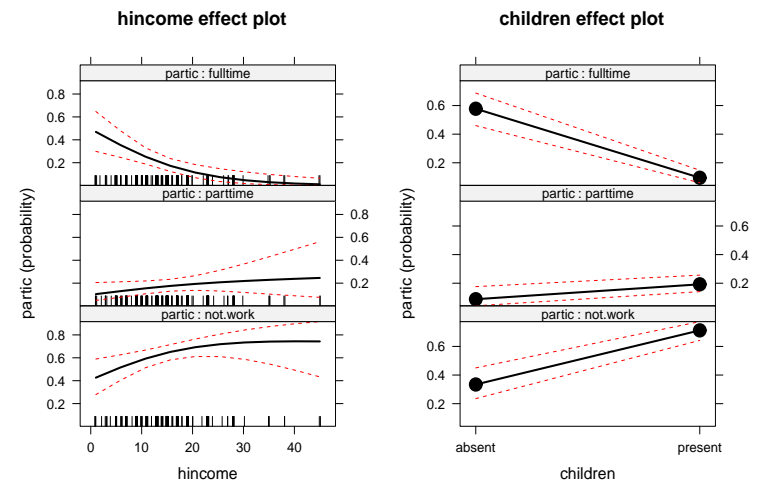 hincome effect plot
partic : fulltime
0.8
0.6
0.4
0.2
partic : parttime
0.8
0.6
0.4
0.2
partic : not.work
0.8
0.6
0.4
0.2
0 10 20 30 40
hincome
partic (probability)
children effect plot
partic : fulltime
0.6
0.4
0.2
partic : parttime
0.6
0.4
0.2
partic : not.work
0.6
0.4
0.2
absent present
children
partic (probability)